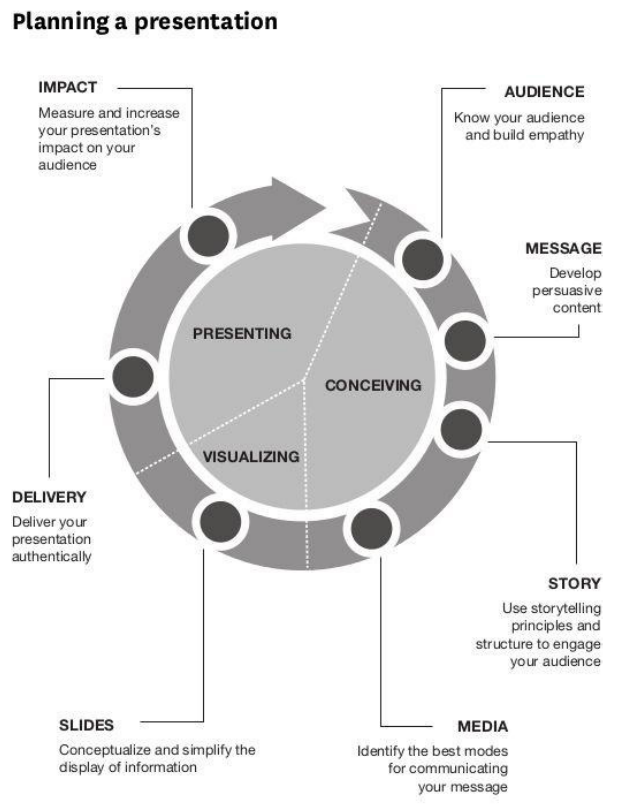 Planning a presentation
IMPACT
Measure and increase
your presentation's
impact on your
audience
AUDIENCE
Know your audience
and build empathy
MESSAGE
Develop
persuasive
content
PRESENTING
CONCEIVING
VISUALIZING
DELIVERY
Deliver your
presentation
authentically
STORY
Use storytelling
principles and
structure to engage
your audience
SLIDES
Conceptualize and simplify the
display of information
MEDIA
Identify the best modes
for communicating
your message